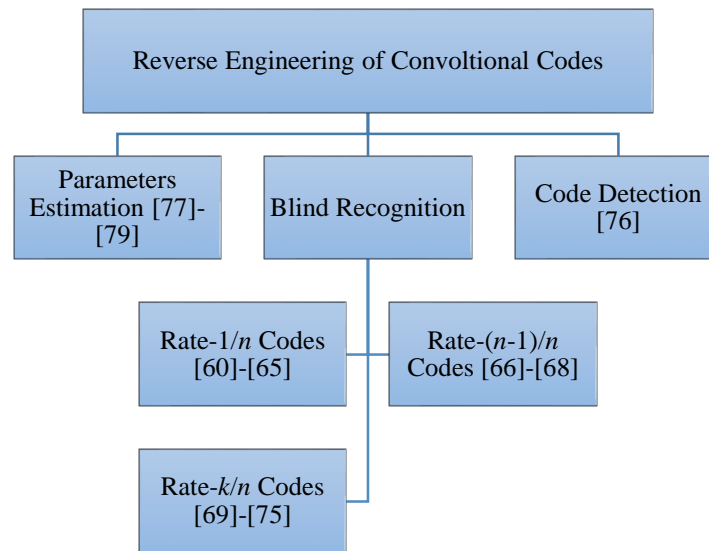 Reverse Engineering of Convoltional Codes
Parameters
Estimation [77]-
[79]
Blind Recognition
Code Detection
[76]
Rate-1/n Codes
[60]-[65]
Rate-(n-1)/n
Codes [66]-[68]
Rate-k/n Codes
[69]-[75]